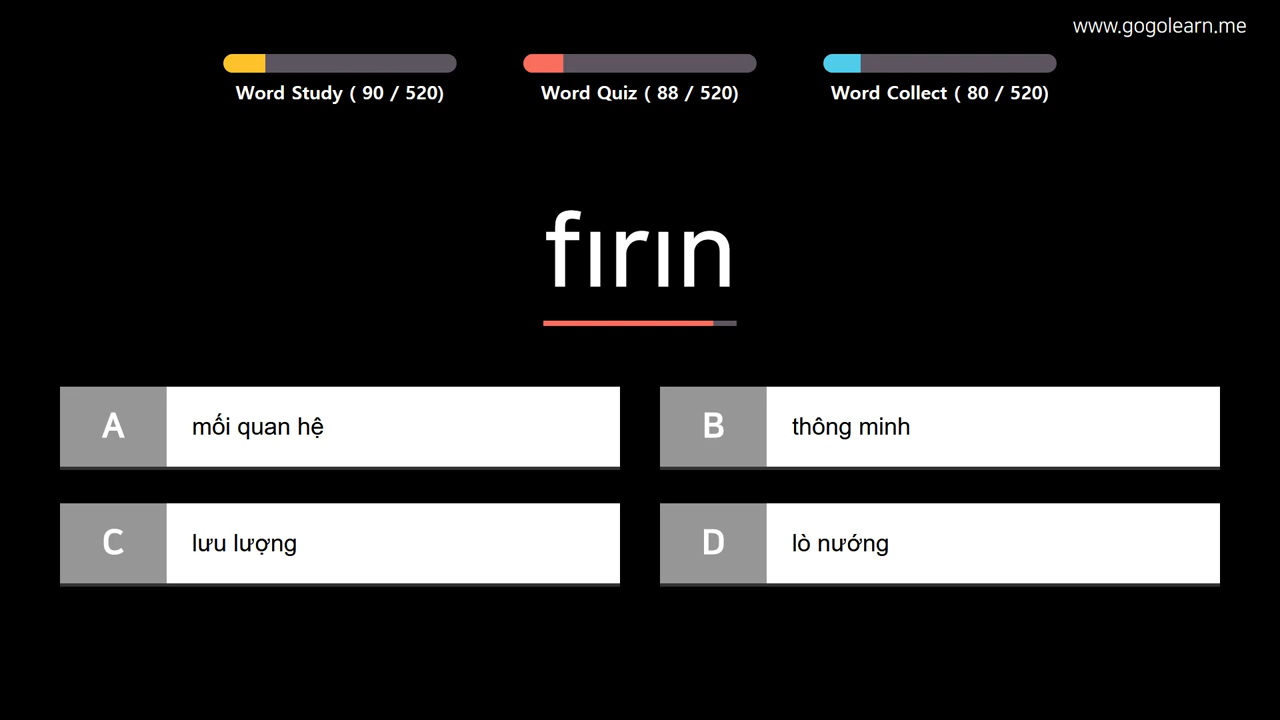 www.gogolearn.me
Word Study ( 90 / 520)
Word Quiz ( 88 / 520)
Word Collect ( 80 / 520)
fırın
A
mối quan hệ
B
thông minh
C
lưu lượng
D
lò nướng